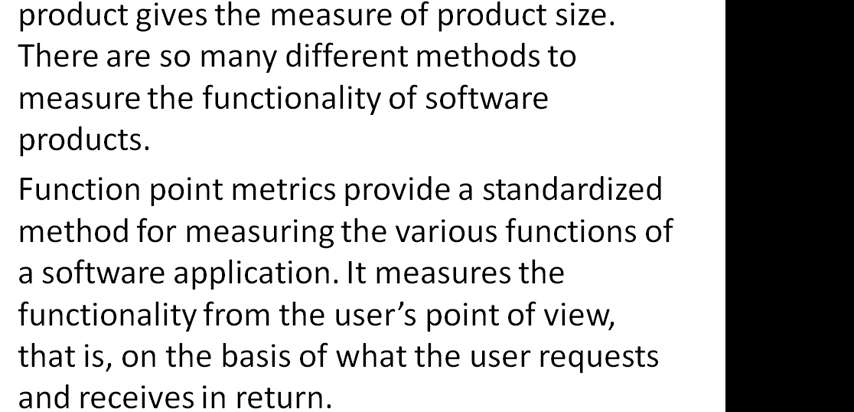 product gives the measure of product size.
There are so many different methods to
measure the functionality of software
products.
Function point metrics provide a standardized
method for measuring the various functions of
a software application. It measures the
functionality from the user’s point of view,
that is, on the basis of what the user requests
and receives in return.